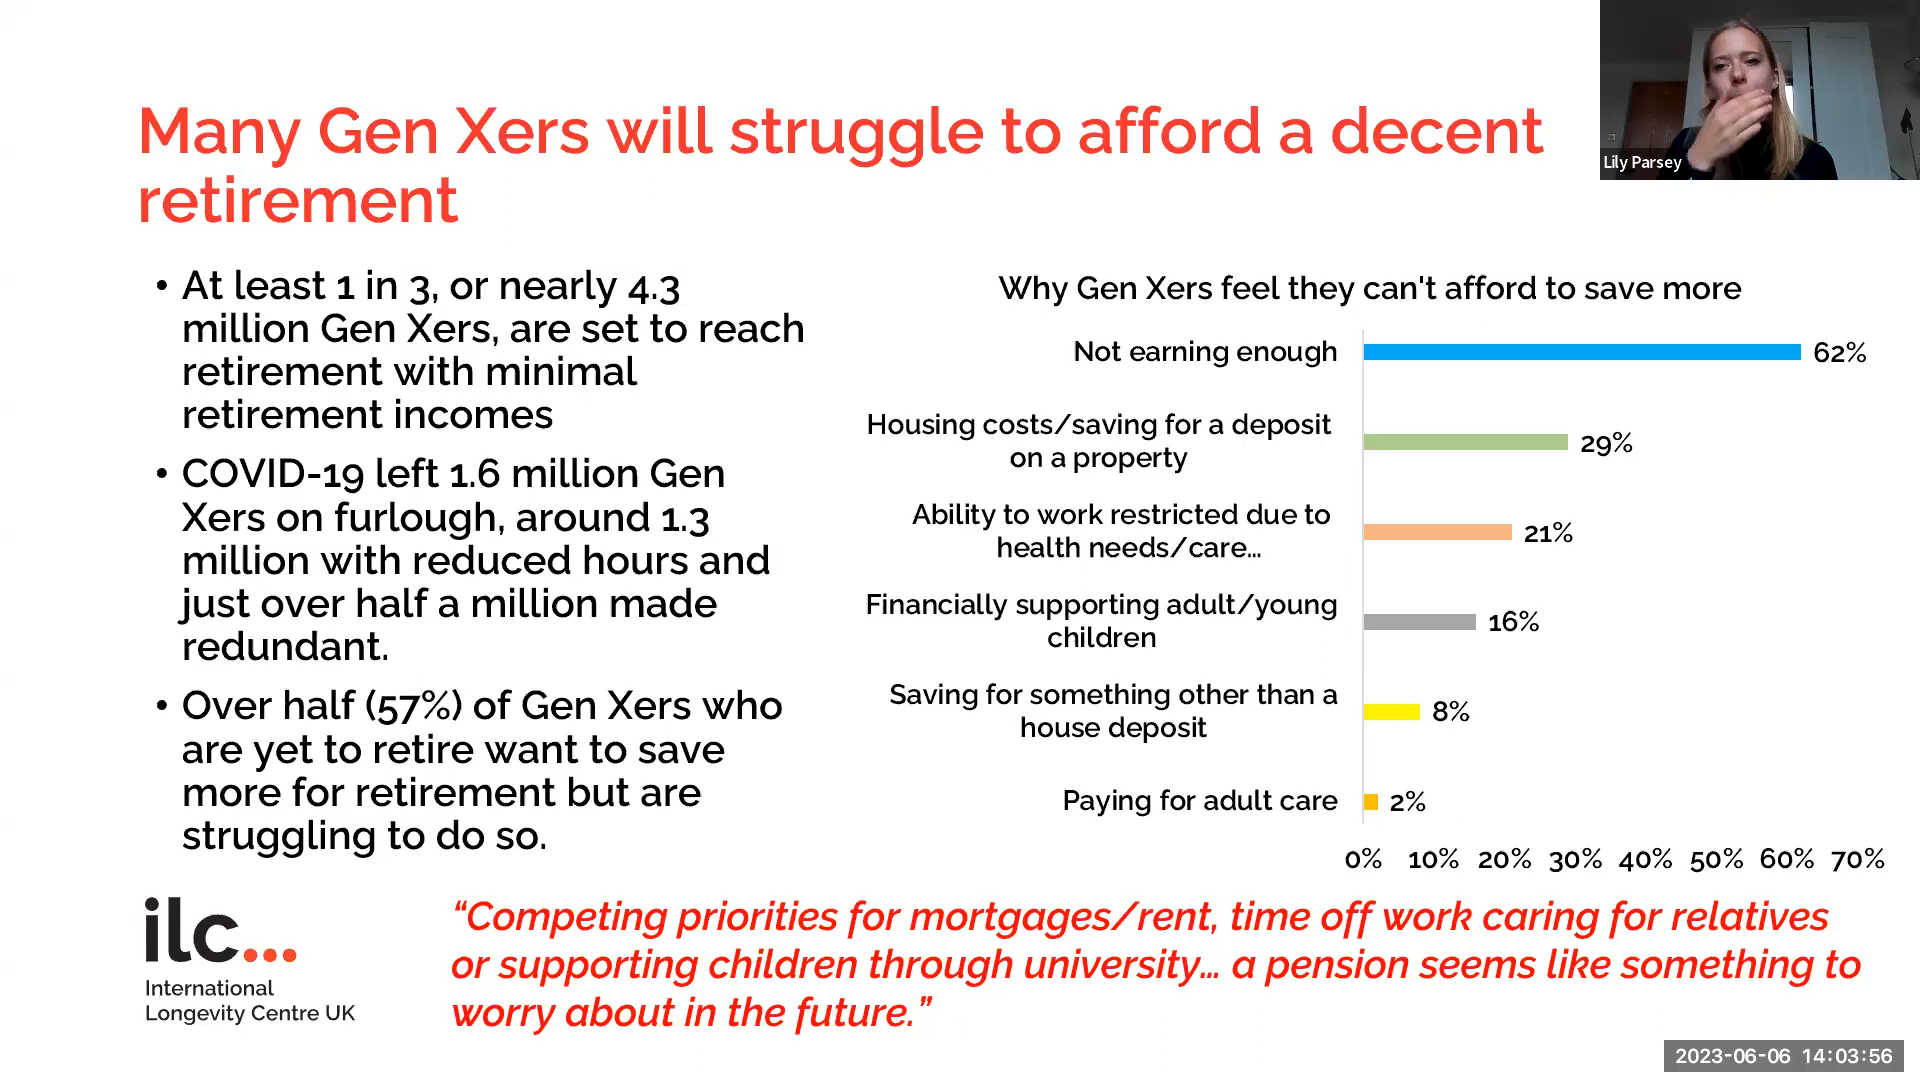 Many Gen Xers will struggle to afford a decent
retirement
Lily Parsey
• At least 1 in 3, or nearly 4.3
million Gen Xers, are set to reach
retirement with minimal
retirement incomes
• COVID-19 left 1.6 million Gen
Xers on furlough, around 1.3
million with reduced hours and
just over half a million made
redundant.
• Over half (57%) of Gen Xers who
are yet to retire want to save
more for retirement but are
struggling to do so.
Why Gen Xers feel they can't afford to save more
Not earning enough 62%
Housing costs/saving for a deposit
on a property 29%
Ability to work restricted due to
health needs/care... 21%
Financially supporting adult/young
children 16%
Saving for something other than a
house deposit 8%
Paying for adult care 2%
0% 10% 20% 30% 40% 50% 60% 70%
ilc...
International
Longevity Centre UK
“Competing priorities for mortgages/rent, time off work caring for relatives
or supporting children through university... a pension seems like something to
worry about in the future.”
2023-06-06 14:03:56